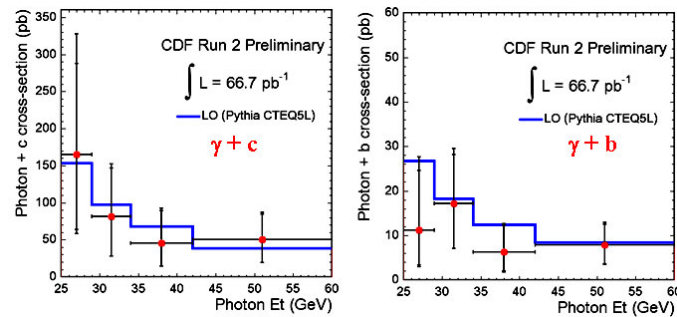 Photon + c cross-section (pb)
350
300
250
200
150
100
50
0
CDF Run 2 Preliminary
∫ L = 66.7 pb-1
LO (Pythia CTEQ5L)
γ + c
25 30 35 40 45 50 55 60
Photon Et (GeV)
Photon + b cross-section (pb)
60
50
40
30
20
10
0
CDF Run 2 Preliminary
∫ L = 66.7 pb-1
LO (Pythia CTEQ5L)
γ + b
25 30 35 40 45 50 55 60
Photon Et (GeV)